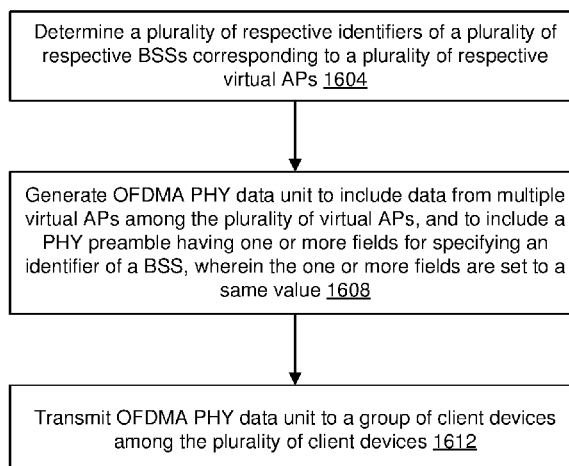 Determine a plurality of respective identifiers of a plurality of
respective BSSs corresponding to a plurality of respective
virtual APs 1604
Generate OFDMA PHY data unit to include data from multiple
virtual APs among the plurality of virtual APs, and to include a
PHY preamble having one or more fields for specifying an
identifier of a BSS, wherein the one or more fields are set to a
same value 1608
Transmit OFDMA PHY data unit to a group of client devices
among the plurality of client devices 1612